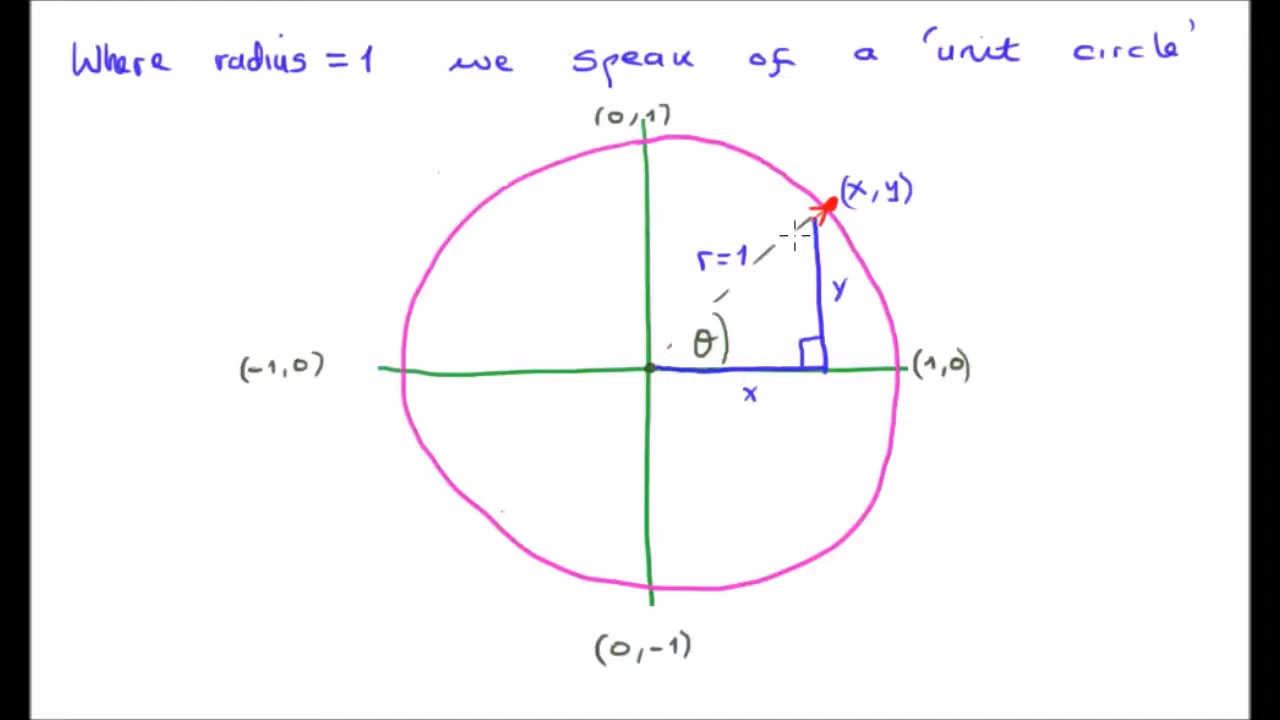 Where radius = 1 we speak of a 'unit circle'
(0,1)
(x,y)
r=1
y
θ
(-1,0)
(1,0)
x
(0,-1)